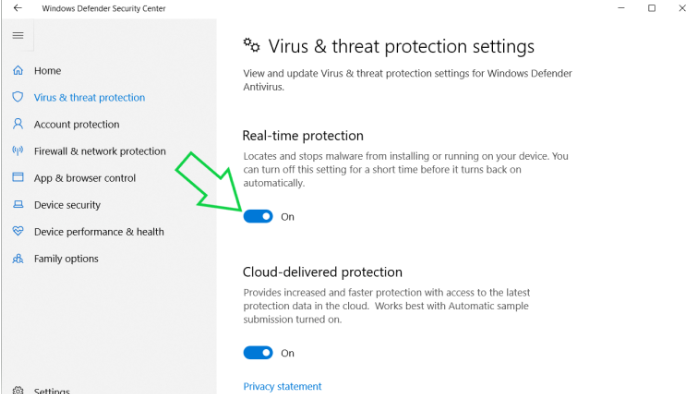 Windows Defender Security Center
Home
Virus & threat protection
Account protection
Firewall & network protection
App & browser control
Device security
Device performance & health
Family options
Settings
Virus & threat protection settings
View and update Virus & threat protection settings for Windows Defender
Antivirus.
Real-time protection
Locates and stops malware from installing or running on your device. You
can turn off this setting for a short time before it turns back on
automatically.
On
Cloud-delivered protection
Provides increased and faster protection with access to the latest
protection data in the cloud. Works best with Automatic sample
submission turned on.
On
Privacy statement